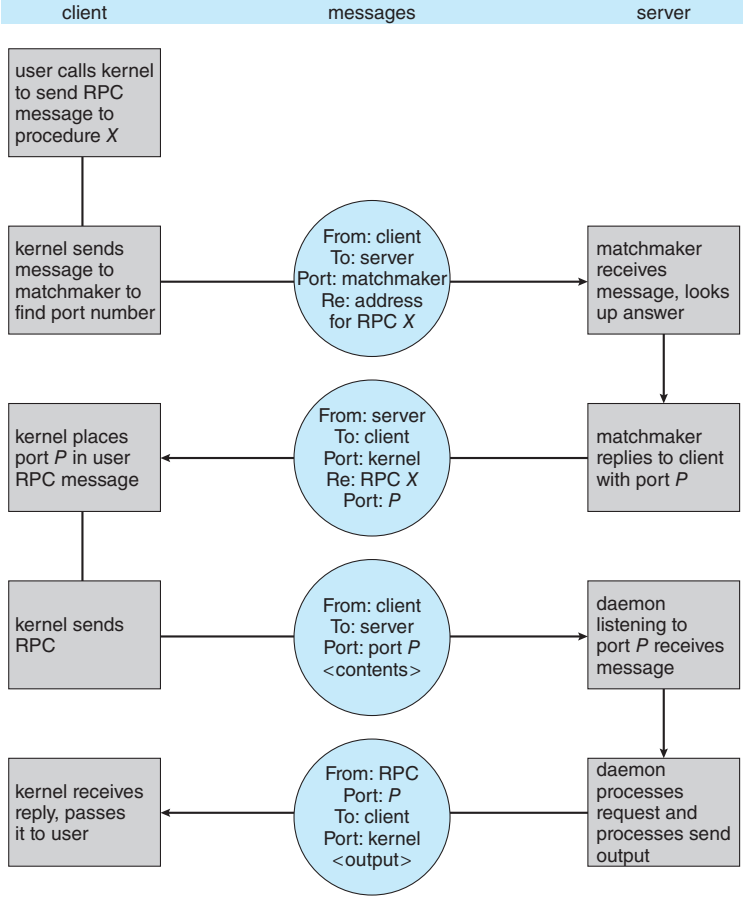 client
messages
server
user calls kernel
to send RPC
message to
procedure X
kernel sends
message to
matchmaker to
find port number
From: client
To: server
Port: matchmaker
Re: address
for RPC X
matchmaker
receives
message, looks
up answer
kernel places
port P in user
RPC message
From: server
To: client
Port: kernel
Re: RPC X
Port: P
matchmaker
replies to client
with port P
kernel sends
RPC
From: client
To: server
Port: port P
<contents>
daemon
listening to
port P receives
message
kernel receives
reply, passes
it to user
From: RPC
Port: P
To: client
Port: kernel
<output>
daemon
processes
request and
processes send
output